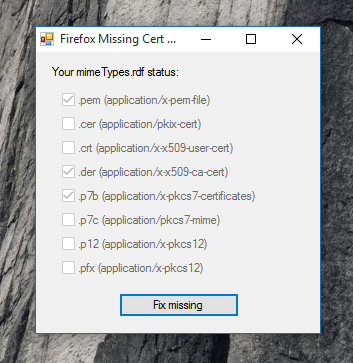 Firefox Missing Cert ...
Your mimeTypes.rdf status:
.pem (application/x-pem-file)
.cer (application/pkix-cert)
.crt (application/x-x509-user-cert)
.der (application/x-x509-ca-cert)
.p7b (application/x-pkcs7-certificates)
.p7c (application/pkcs7-mime)
.p12 (application/x-pkcs12)
.pfx (application/x-pkcs12)
Fix missing